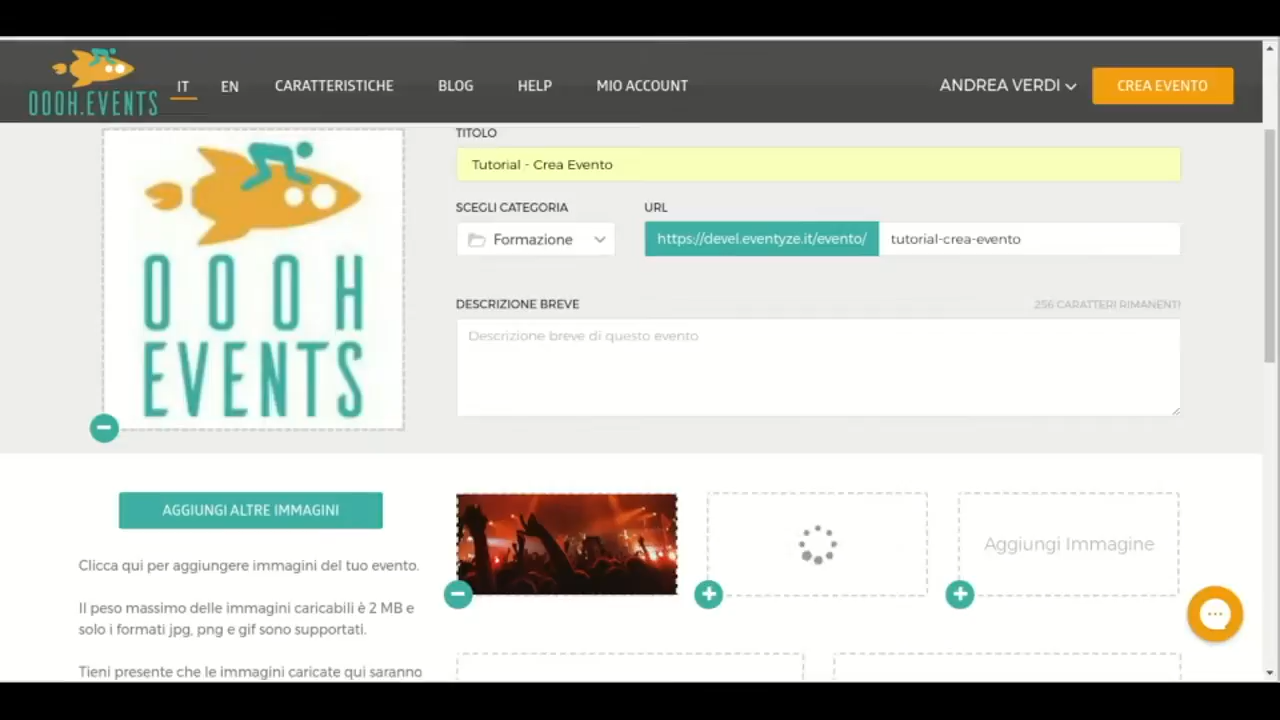 OOOH.EVENTS
IT
EN
CARATTERISTICHE
BLOG
HELP
MIO ACCOUNT
ANDREA VERDI
CREA EVENTO
OOOH
EVENTS
TITOLO
Tutorial - Crea Evento
SCEGLI CATEGORIA
URL
Formazione
https://devel.eventyze.it/evento/
tutorial-crea-evento
DESCRIZIONE BREVE
256 CARATTERI RIMANENTI
Descrizione breve di questo evento
AGGIUNGI ALTRE IMMAGINI
Aggiungi Immagine
Clicca qui per aggiungere immagini del tuo evento.
Il peso massimo delle immagini caricabili è 2 MB e
solo i formati jpg, png e gif sono supportati.
Tieni presente che le immagini caricate qui saranno